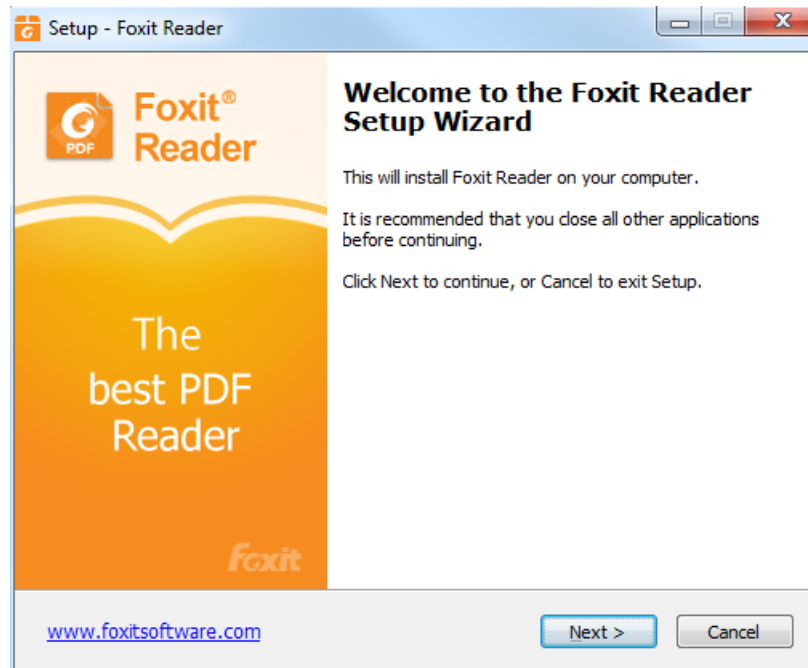 Setup - Foxit Reader
Foxit®
Reader
PDF
The
best PDF
Reader
Foxit
Welcome to the Foxit Reader
Setup Wizard
This will install Foxit Reader on your computer.
It is recommended that you close all other applications
before continuing.
Click Next to continue, or Cancel to exit Setup.
www.foxitsoftware.com
Next >
Cancel